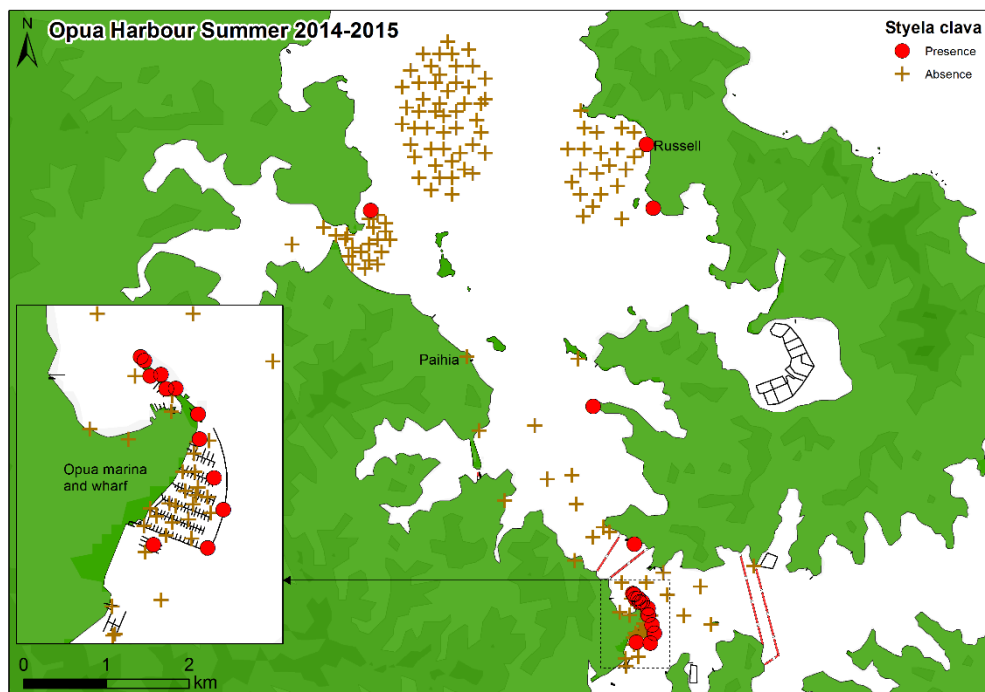 N
Opua Harbour Summer 2014-2015
Styela clava
Presence
Absence
Russell
Paihia
Opua marina
and wharf
0 1 2
km